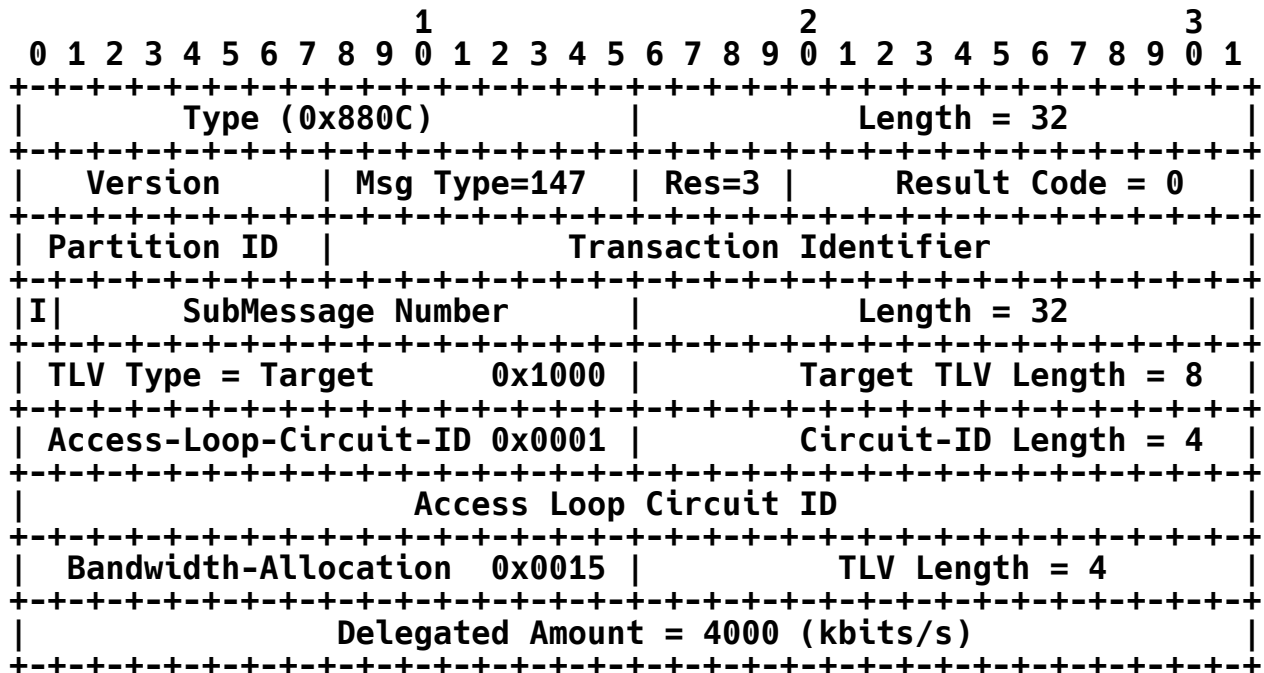 1                   2                   3
 0 1 2 3 4 5 6 7 8 9 0 1 2 3 4 5 6 7 8 9 0 1 2 3 4 5 6 7 8 9 0 1
+-+-+-+-+-+-+-+-+-+-+-+-+-+-+-+-+-+-+-+-+-+-+-+-+-+-+-+-+-+-+-+-+
|        Type (0x880C)          |           Length = 32         |
+-+-+-+-+-+-+-+-+-+-+-+-+-+-+-+-+-+-+-+-+-+-+-+-+-+-+-+-+-+-+-+-+
|   Version     | Msg Type=147  | Res=3 |     Result Code = 0   |
+-+-+-+-+-+-+-+-+-+-+-+-+-+-+-+-+-+-+-+-+-+-+-+-+-+-+-+-+-+-+-+-+
| Partition ID  |            Transaction Identifier             |
+-+-+-+-+-+-+-+-+-+-+-+-+-+-+-+-+-+-+-+-+-+-+-+-+-+-+-+-+-+-+-+-+
|I|      SubMessage Number      |           Length = 32         |
+-+-+-+-+-+-+-+-+-+-+-+-+-+-+-+-+-+-+-+-+-+-+-+-+-+-+-+-+-+-+-+-+
| TLV Type = Target      0x1000 |        Target TLV Length = 8  |
+-+-+-+-+-+-+-+-+-+-+-+-+-+-+-+-+-+-+-+-+-+-+-+-+-+-+-+-+-+-+-+-+
| Access-Loop-Circuit-ID 0x0001 |        Circuit-ID Length = 4  |
+-+-+-+-+-+-+-+-+-+-+-+-+-+-+-+-+-+-+-+-+-+-+-+-+-+-+-+-+-+-+-+-+
|                    Access Loop Circuit ID                     |
+-+-+-+-+-+-+-+-+-+-+-+-+-+-+-+-+-+-+-+-+-+-+-+-+-+-+-+-+-+-+-+-+
|  Bandwidth-Allocation  0x0015 |          TLV Length = 4       |
+-+-+-+-+-+-+-+-+-+-+-+-+-+-+-+-+-+-+-+-+-+-+-+-+-+-+-+-+-+-+-+-+
|                Delegated Amount = 4000 (kbits/s)              |
+-+-+-+-+-+-+-+-+-+-+-+-+-+-+-+-+-+-+-+-+-+-+-+-+-+-+-+-+-+-+-+-+